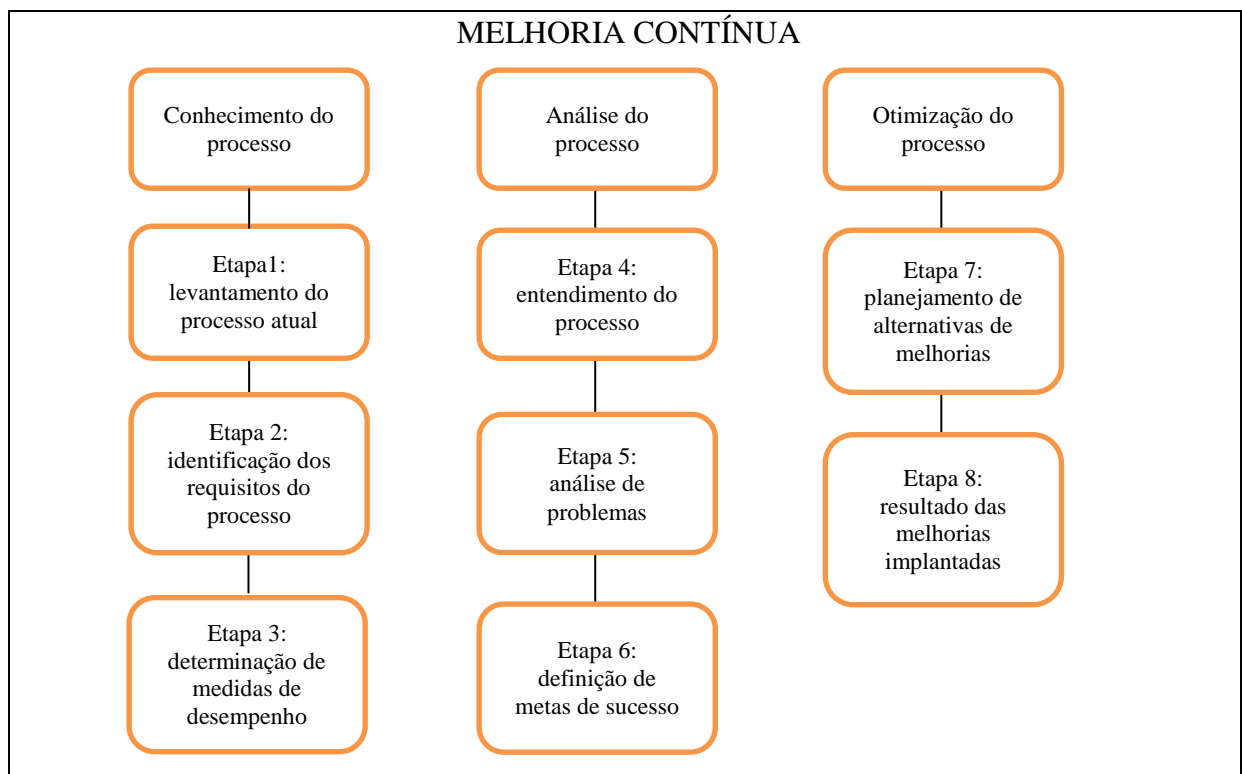 MELHORIA CONTÍNUA
Conhecimento do
processo
Etapa1:
levantamento do
processo atual
Etapa 2:
identificação dos
requisitos do
processo
Etapa 3:
determinação de
medidas de
desempenho
Análise do
processo
Etapa 4:
entendimento do
processo
Etapa 5:
análise de
problemas
Etapa 6:
definição de
metas de sucesso
Otimização do
processo
Etapa 7:
planejamento de
alternativas de
melhorias
Etapa 8:
resultado das
melhorias
implantadas